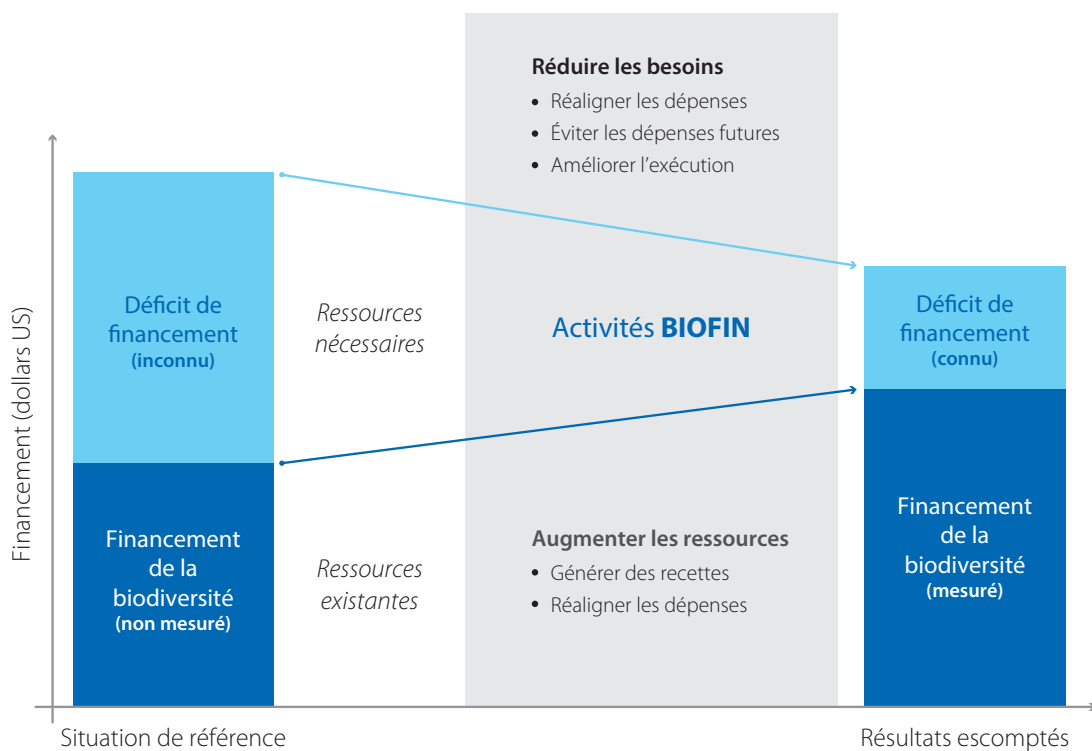 Réduire les besoins
• Réaligner les dépenses
• Éviter les dépenses futures
• Améliorer l'exécution
Financement (dollars US)
Déficit de
financement
(inconnu)
Ressources
nécessaires
Activités BIOFIN
Déficit de
financement
(connu)
Financement
de la
biodiversité
(non mesuré)
Ressources
existantes
Augmenter les ressources
• Générer des recettes
• Réaligner les dépenses
Financement
de la
biodiversité
(mesuré)
Situation de référence
Résultats escomptés